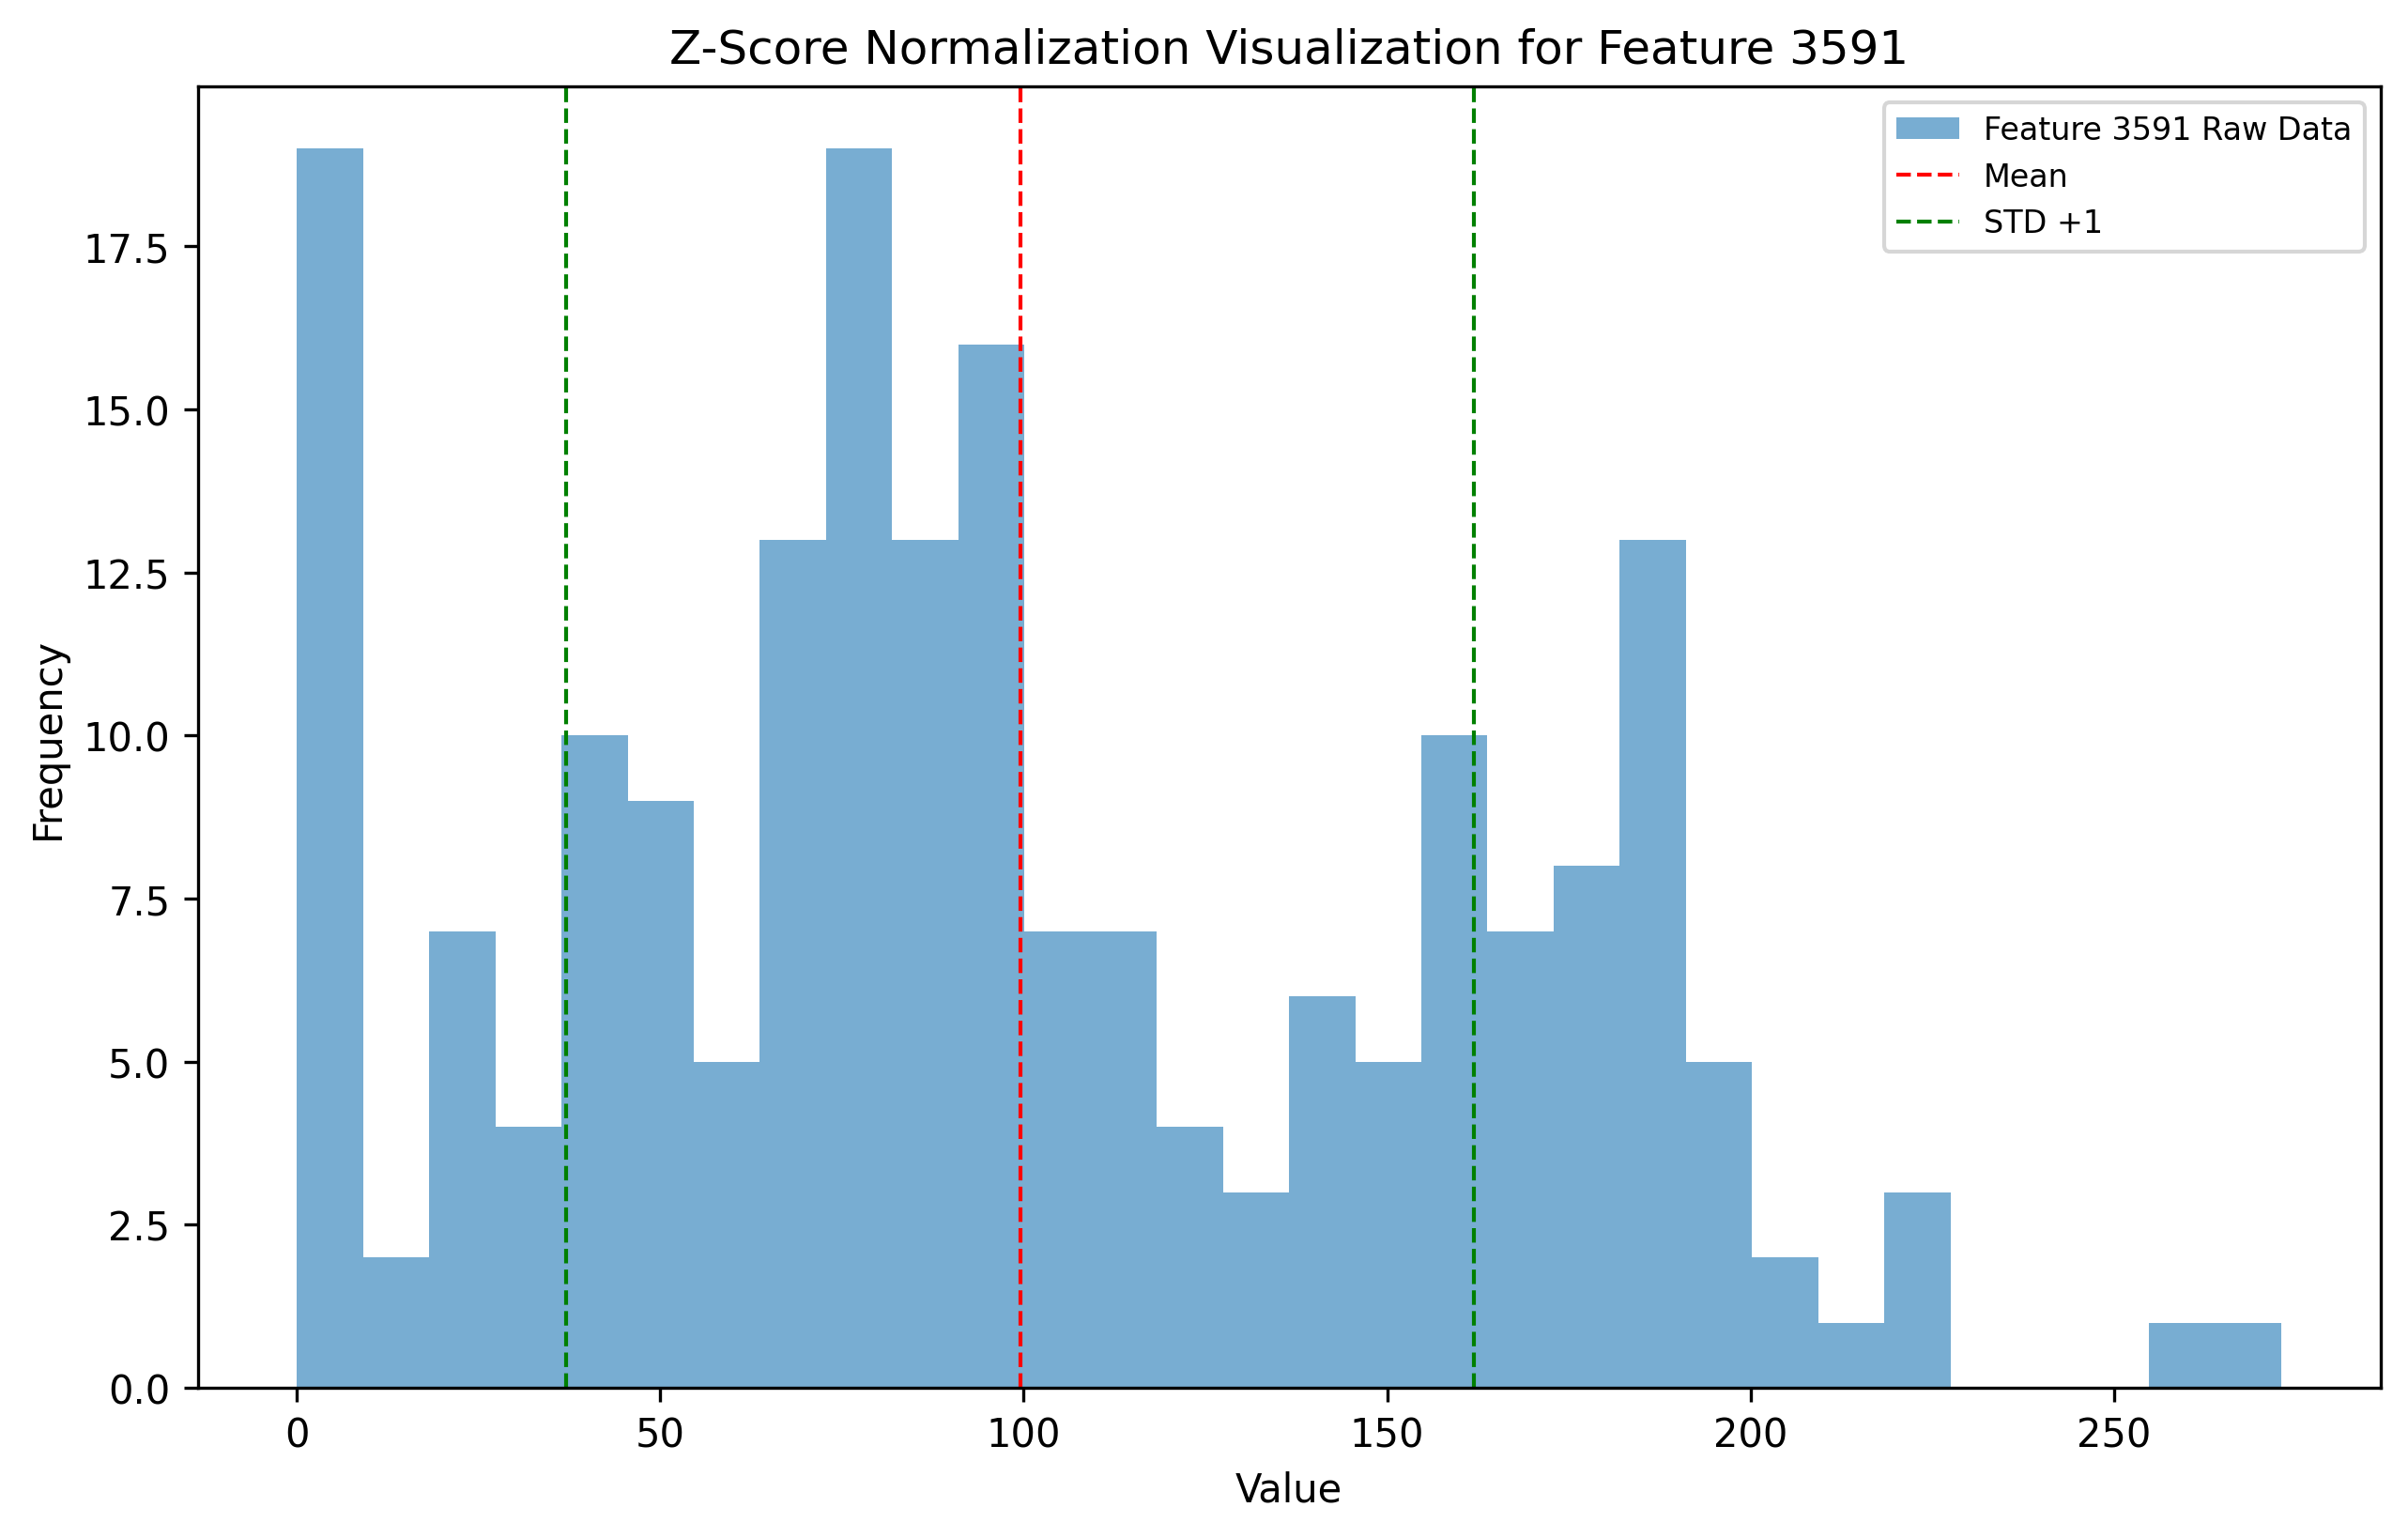 Z-Score Normalization Visualization for Feature 3591
Feature 3591 Raw Data
Mean
STD +1
17.5
15.0
12.5
10.0
7.5
5.0
2.5
0.0
Frequency
0 50 100 150 200 250
Value